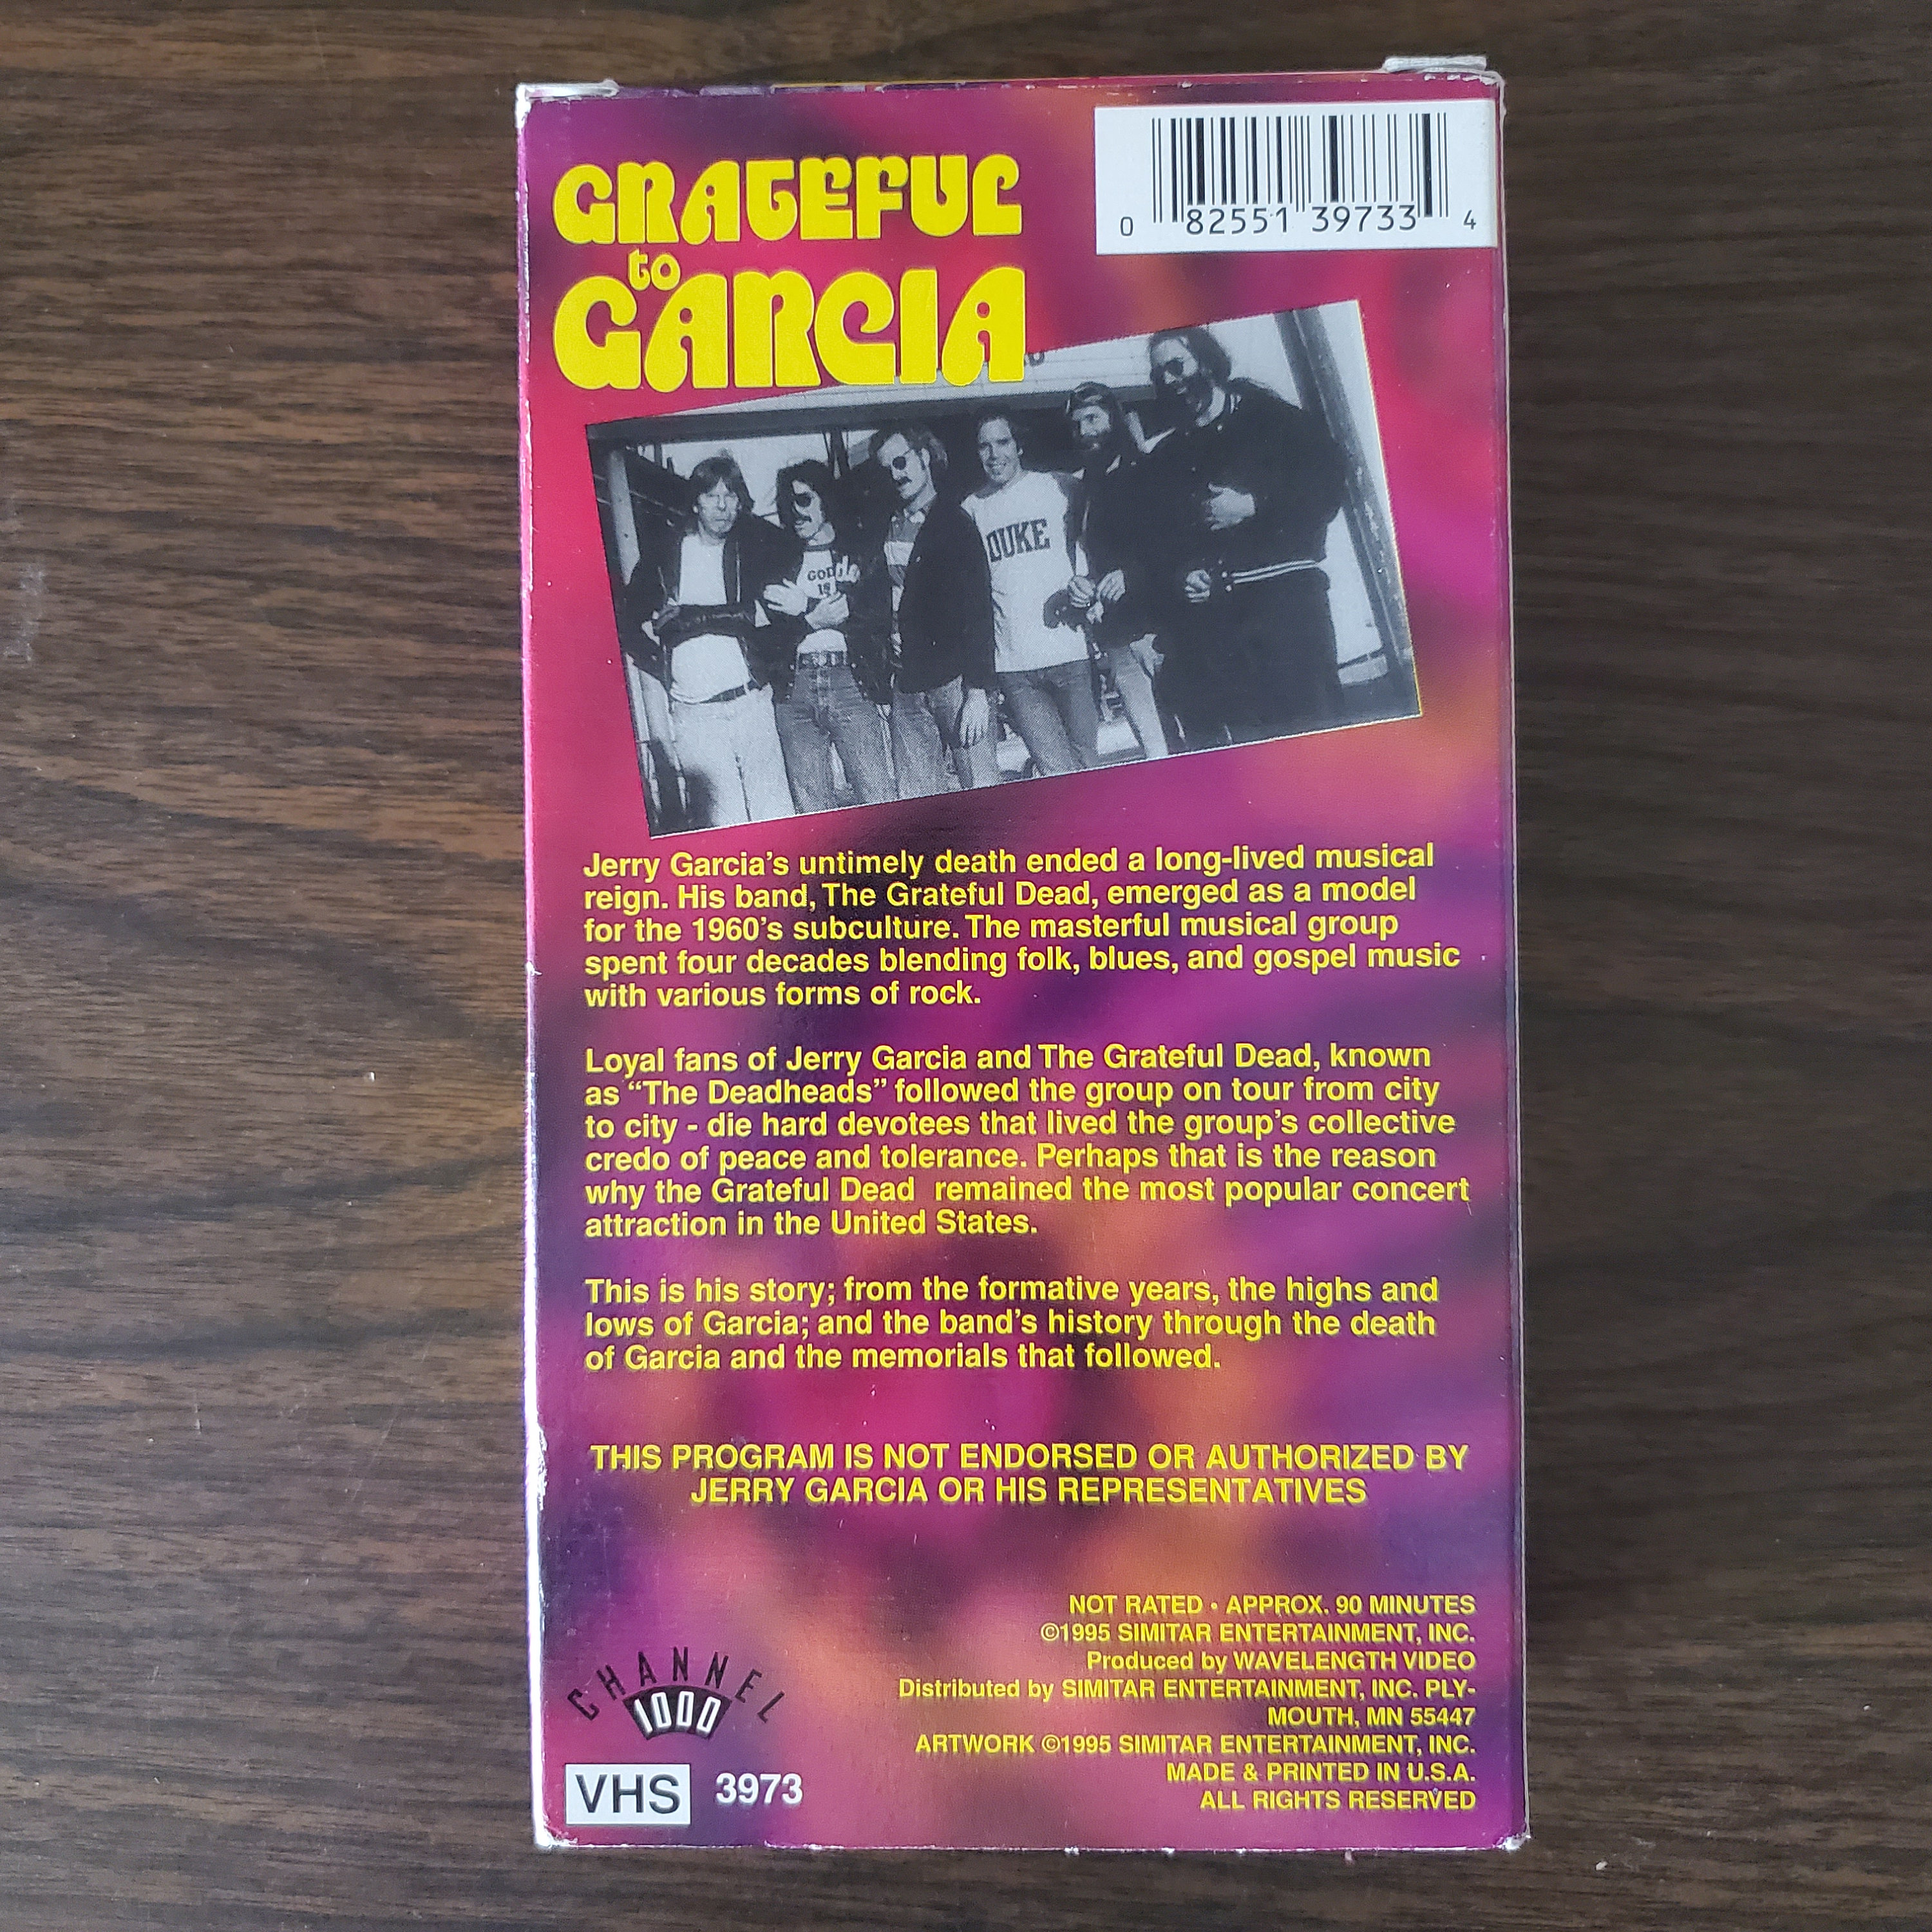 GRATEFUL
to
GARCIA
0 82551 39733 4
DUKE
GOD
IS
Jerry Garcia’s untimely death ended a long-lived musical
reign. His band, The Grateful Dead, emerged as a model
for the 1960’s subculture. The masterful musical group
spent four decades blending folk, blues, and gospel music
with various forms of rock.
Loyal fans of Jerry Garcia and The Grateful Dead, known
as “The Deadheads” followed the group on tour from city
to city - die hard devotees that lived the group’s collective
credo of peace and tolerance. Perhaps that is the reason
why the Grateful Dead remained the most popular concert
attraction in the United States.
This is his story; from the formative years, the highs and
lows of Garcia; and the band’s history through the death
of Garcia and the memorials that followed.
THIS PROGRAM IS NOT ENDORSED OR AUTHORIZED BY
JERRY GARCIA OR HIS REPRESENTATIVES
NOT RATED • APPROX. 90 MINUTES
©1995 SIMITAR ENTERTAINMENT, INC.
Produced by WAVELENGTH VIDEO
Distributed by SIMITAR ENTERTAINMENT, INC. PLY-
MOUTH, MN 55447
ARTWORK ©1995 SIMITAR ENTERTAINMENT, INC.
MADE & PRINTED IN U.S.A.
ALL RIGHTS RESERVED
CHANNEL
1000
VHS 3973